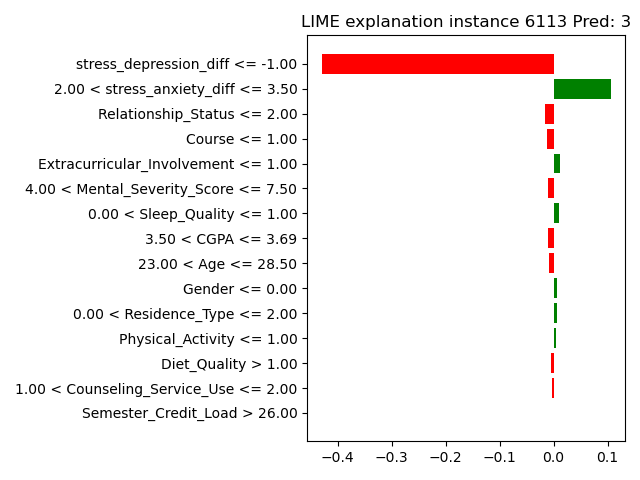 LIME explanation instance 6113 Pred: 3
stress_depression_diff <= -1.00
2.00 < stress_anxiety_diff <= 3.50
Relationship_Status <= 2.00
Course <= 1.00
Extracurricular_Involvement <= 1.00
4.00 < Mental_Severity_Score <= 7.50
0.00 < Sleep_Quality <= 1.00
3.50 < CGPA <= 3.69
23.00 < Age <= 28.50
Gender <= 0.00
0.00 < Residence_Type <= 2.00
Physical_Activity <= 1.00
Diet_Quality > 1.00
1.00 < Counseling_Service_Use <= 2.00
Semester_Credit_Load > 26.00
−0.4 −0.3 −0.2 −0.1 0.0 0.1